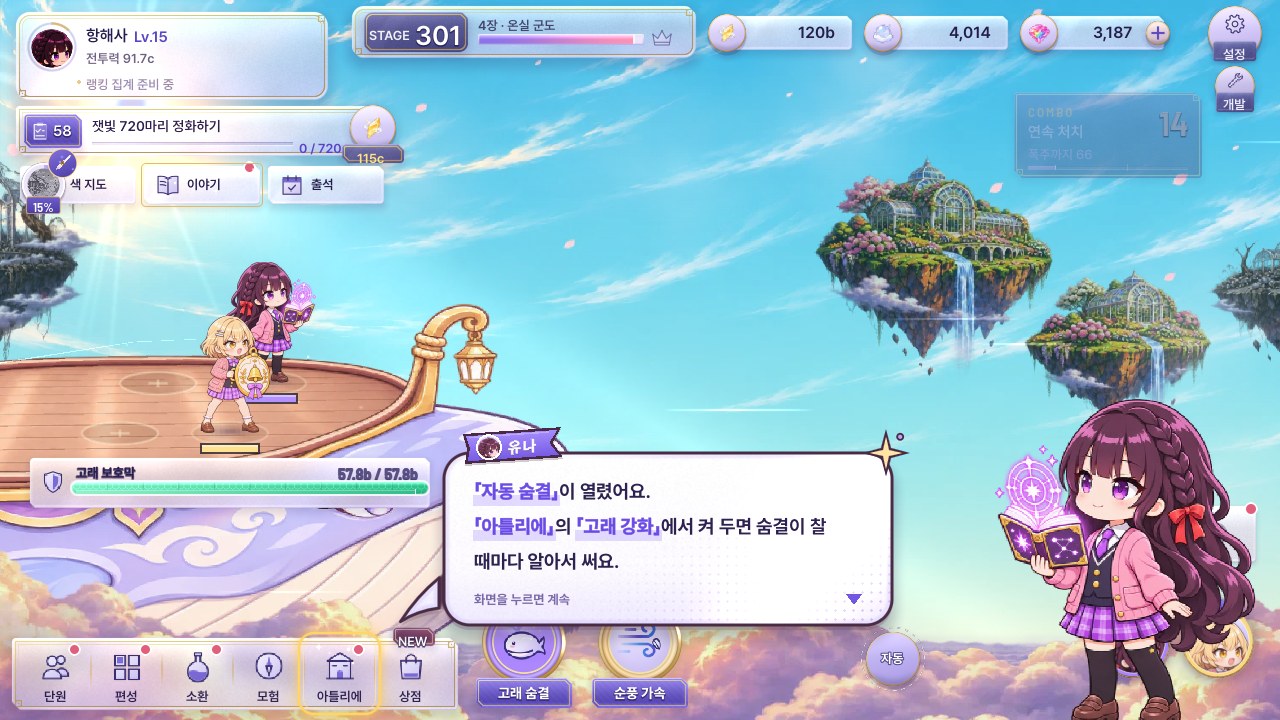 항해사 Lv.15
전투력 91.7c
랭킹 집계 준비 중
STAGE 301
4장 · 온실 군도
120b
4,014
3,187
설정
개발
58
잿빛 720마리 정화하기
0 / 720
115c
15%
색 지도
이야기
출석
COMBO
연속 처치
14
폭주까지 66
고래 보호막
57.8b / 57.8b
유나
『자동 숨결』이 열렸어요.
『아틀리에』의 『고래 강화』에서 켜 두면 숨결이 찰
때마다 알아서 써요.
화면을 누르면 계속
단원
편성
소환
모험
아틀리에
NEW
상점
고래 숨결
순풍 가속
자동